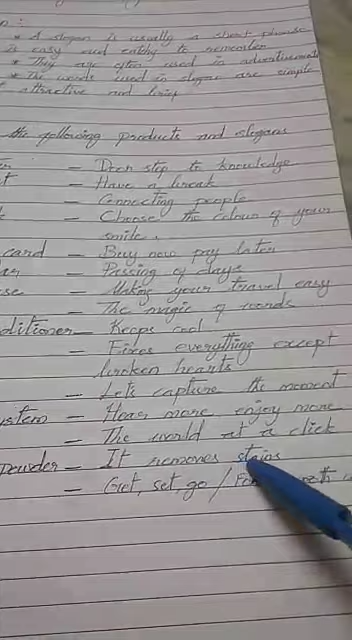 n :
* A slogan is usually a short phrase
is easy and catchy to remember
* They are often used in advertisements
* The words used in slogan are simple
attractive and lively
the following products and slogans
— Door step to knowledge
t — Have a break
— Connecting people
— Choose the colour of your
smile.
card — Buy now pay later
— Passing of days
se — Making your travel easy
— The magic of words
ditioner — Keeps cool
— Fixes everything except
broken hearts
— Lets capture the moment
ystem — Hear more enjoy more
— The world at a click
powder — It removes stains
— Get, set, go /